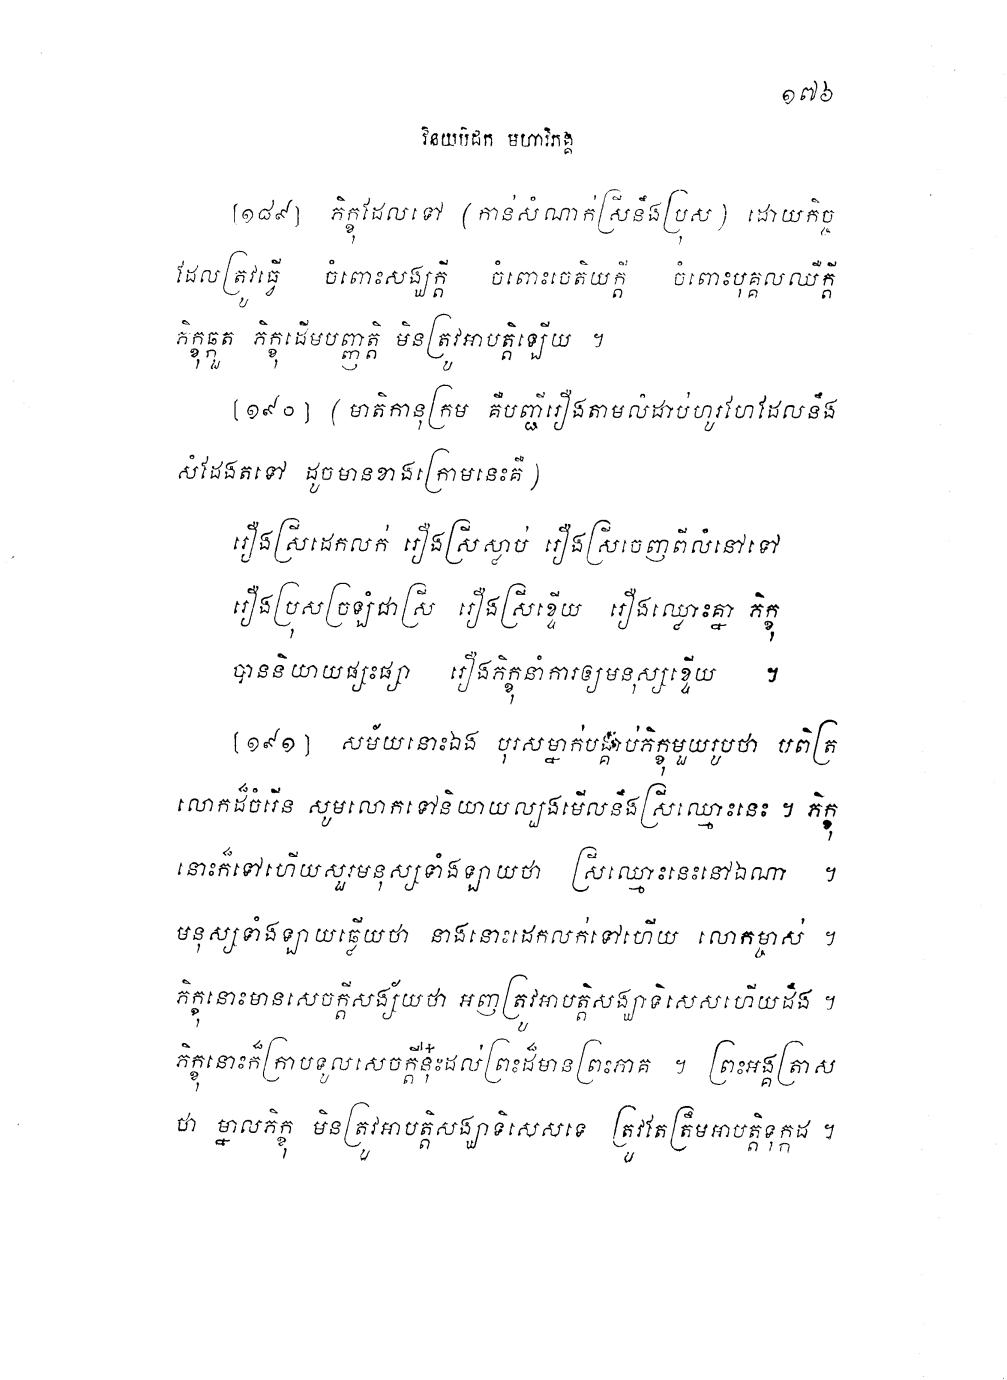 ១៧៦
វិនយបិដក មហាវិភង្គ
[១៨៩] ភិក្ខុដែលទៅ (កាន់សំណាក់ស្រីនឹងប្រុស) ដោយកិច្ច
ដែលត្រូវធ្វើ ចំពោះសង្ឃក្តី ចំពោះចេតិយក្តី ចំពោះបុគ្គលឈឺក្តី
ភិក្ខុឆ្កួត ភិក្ខុដើមបញ្ញត្តិ មិនត្រូវអាបត្តិឡើយ ។
[១៩០] (មាតិកានុក្រម គឺបញ្ជីរឿងតាមលំដាប់ហូរហែដែលនឹង
សំដែងតទៅ ដូចមានខាងក្រោមនេះគឺ)
រឿងស្រីដេកលក់ រឿងស្រីស្លាប់ រឿងស្រីចេញពីលំនៅទៅ
រឿងប្រុសច្រឡំជាស្រី រឿងស្រីខ្ទើយ រឿងឈ្លោះគ្នា ភិក្ខុ
បាននិយាយផ្សះផ្សា រឿងភិក្ខុនាំការឲ្យមនុស្សខ្ទើយ ។
[១៩១] សម័យនោះឯង បុរសម្នាក់បង្គាប់ភិក្ខុមួយរូបថា បពិត្រ
លោកដ៏ចំរើន សូមលោកទៅនិយាយល្បងមើលនឹងស្រីឈ្មោះនេះ ។ ភិក្ខុ
នោះក៏ទៅហើយសួរមនុស្សទាំងឡាយថា ស្រីឈ្មោះនេះនៅឯណា ។
មនុស្សទាំងឡាយឆ្លើយថា នាងនោះដេកលក់ទៅហើយ លោកម្ចាស់ ។
ភិក្ខុនោះមានសេចក្តីសង្ស័យថា អញត្រូវអាបត្តិសង្ឃាទិសេសហើយដឹង ។
ភិក្ខុនោះក៏ក្រាបទូលសេចក្តីនុ៎ះដល់ព្រះដ៏មានព្រះភាគ ។ ព្រះអង្គត្រាស
ថា ម្នាលភិក្ខុ មិនត្រូវអាបត្តិសង្ឃាទិសេសទេ ត្រូវតែត្រឹមអាបត្តិទុក្កដ ។